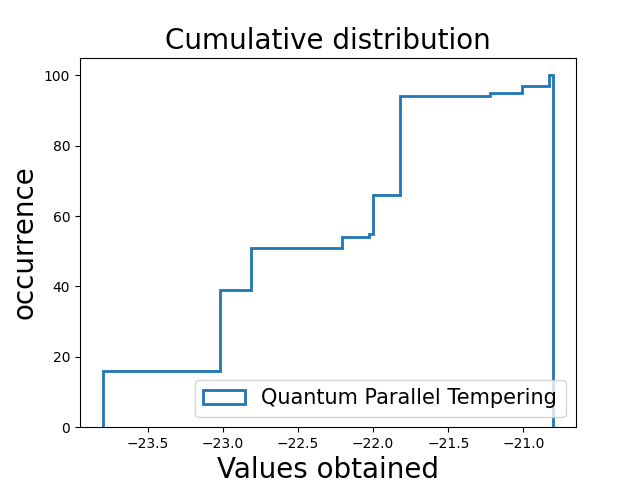 Cumulative distribution
100
80
60
40
20
0
occurrence
Quantum Parallel Tempering
−23.5 −23.0 −22.5 −22.0 −21.5 −21.0
Values obtained